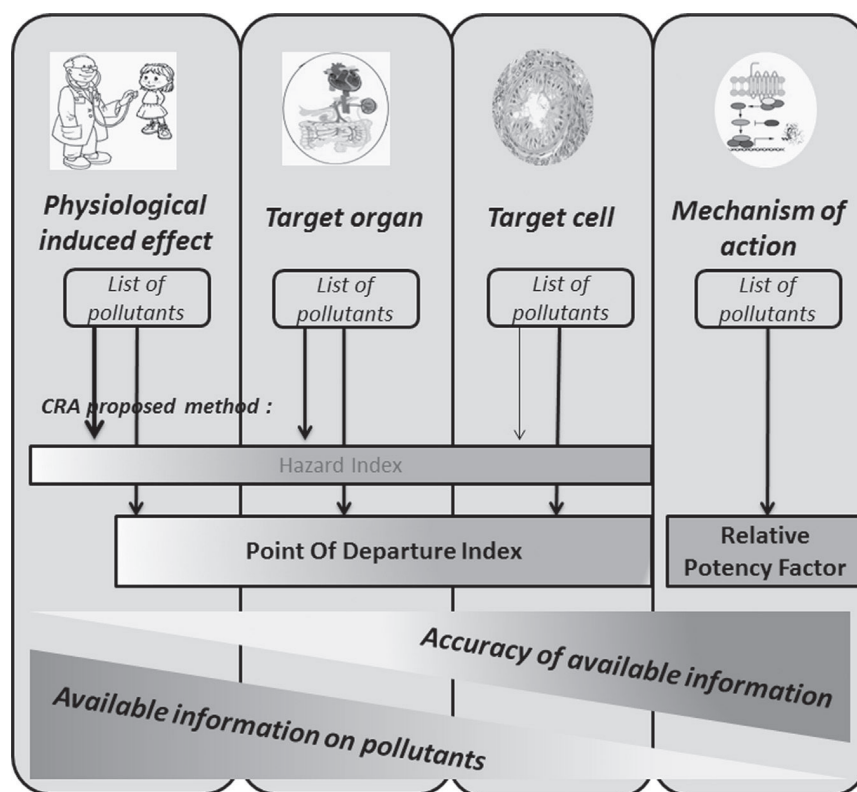 Physiological
induced effect
Target organ
Target cell
Mechanism of
action
List of
pollutants
List of
pollutants
List of
pollutants
List of
pollutants
CRA proposed method :
Hazard Index
Point Of Departure Index
Relative
Potency Factor
Accuracy of available information
Available information on pollutants